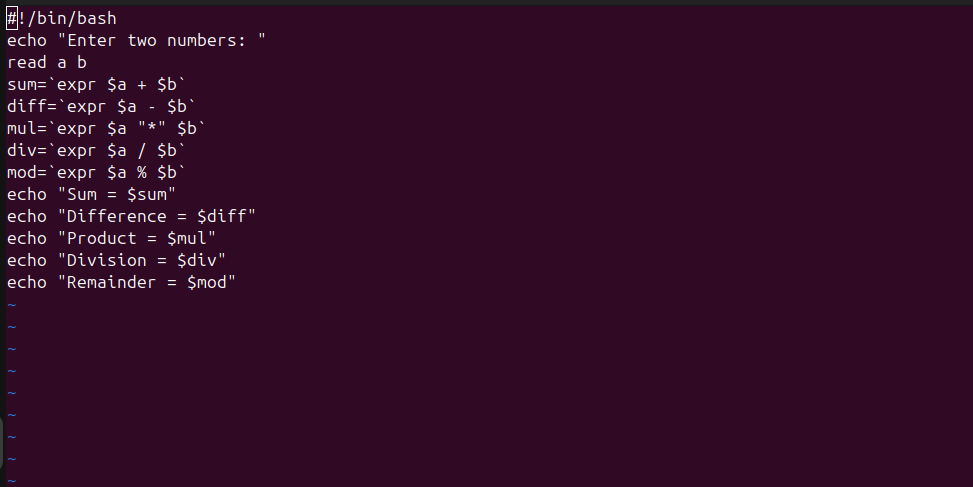 #!/bin/bash
echo "Enter two numbers: "
read a b
sum=`expr $a + $b`
diff=`expr $a - $b`
mul=`expr $a "*" $b`
div=`expr $a / $b`
mod=`expr $a % $b`
echo "Sum = $sum"
echo "Difference = $diff"
echo "Product = $mul"
echo "Division = $div"
echo "Remainder = $mod"
~
~
~
~
~
~
~
~
~